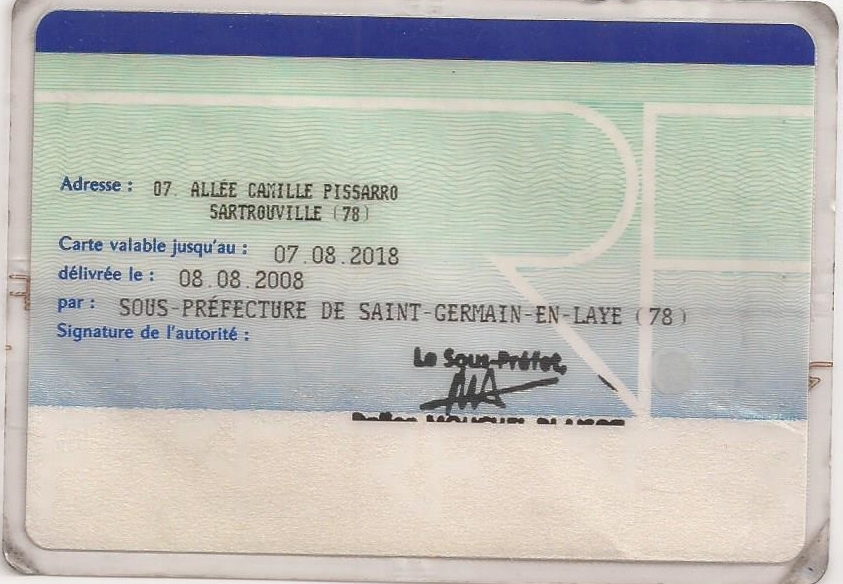 Adresse : 07. ALLÉE CAMILLE PISSARRO
SARTROUVILLE (78)
Carte valable jusqu'au : 07.08.2018
délivrée le : 08.08.2008
par : SOUS-PRÉFECTURE DE SAINT-GERMAIN-EN-LAYE (78)
Signature de l'autorité :
Le Sous-Préfet,
RF